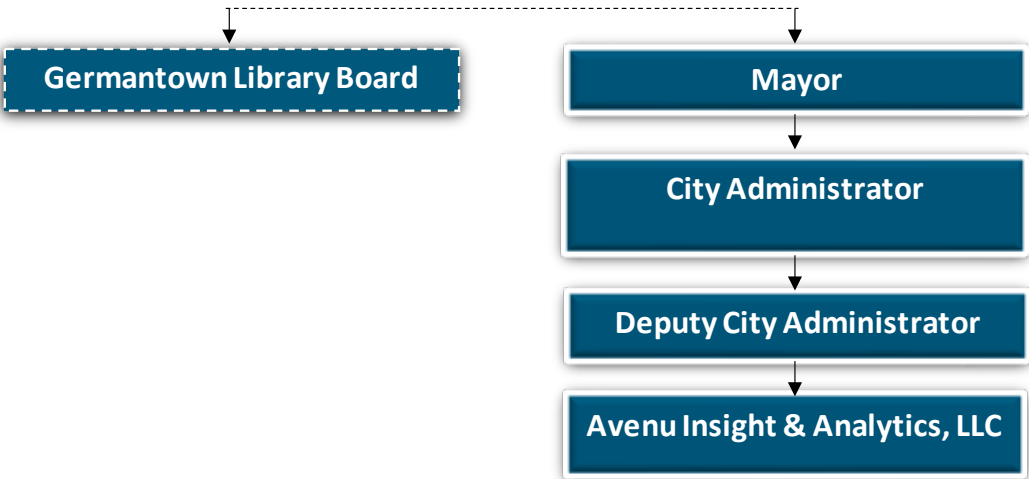 Germantown Library Board
Mayor
City Administrator
Deputy City Administrator
Avenu Insight & Analytics, LLC